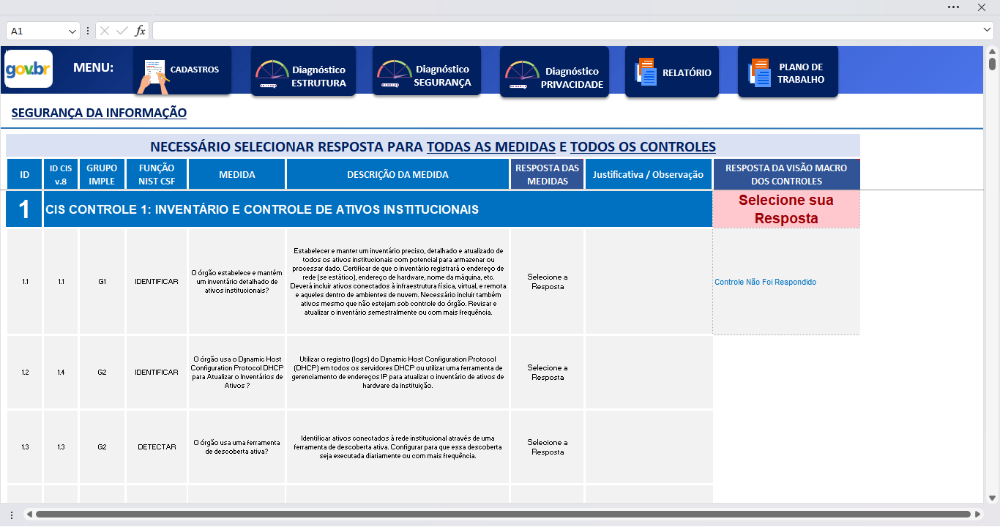 A1
fx
gov.br
MENU:
CADASTROS
Diagnóstico
ESTRUTURA
Diagnóstico
SEGURANÇA
Diagnóstico
PRIVACIDADE
RELATÓRIO
PLANO DE
TRABALHO
SEGURANÇA DA INFORMAÇÃO
NECESSÁRIO SELECIONAR RESPOSTA PARA TODAS AS MEDIDAS E TODOS OS CONTROLES
ID
ID CIS
v.8
GRUPO
IMPLE
FUNÇÃO
NIST CSF
MEDIDA
DESCRIÇÃO DA MEDIDA
RESPOSTA DAS
MEDIDAS
Justificativa / Observação
RESPOSTA DA VISÃO MACRO
DOS CONTROLES
1
CIS CONTROLE 1: INVENTÁRIO E CONTROLE DE ATIVOS INSTITUCIONAIS
Selecione sua
Resposta
1.1
1.1
G1
IDENTIFICAR
O órgão estabelece e mantém
um inventário detalhado de
ativos institucionais?
Estabelecer e manter um inventário preciso, detalhado e atualizado de
todos os ativos institucionais com potencial para armazenar ou
processar dado. Certificar de que o inventário registrará o endereço de
rede (se estático), endereço de hardware, nome da máquina, etc.
Deverá incluir ativos conectados à infraestrutura física, virtual, e remota
e aqueles dentro de ambientes de nuvem. Necessário incluir também
ativos mesmo que não estejam sob controle do órgão. Revisar e
atualizar o inventário semestralmente ou com mais frequência.
Selecione a
Resposta
Controle Não Foi Respondido
1.2
1.4
G2
IDENTIFICAR
O órgão usa o Dynamic Host
Configuration Protocol DHCP
para Atualizar o Inventários de
Ativos ?
Utilizar o registro (logs) do Dynamic Host Configuration Protocol
(DHCP) em todos os servidores DHCP ou utilizar uma ferramenta de
gerenciamento de endereços IP para atualizar o inventário de ativos de
hardware da instituição.
Selecione a
Resposta
1.3
1.3
G2
DETECTAR
O órgão usa uma ferramenta
de descoberta ativa?
Identificar ativos conectados à rede institucional através de uma
ferramenta de descoberta ativa. Configurar para que essa descoberta
seja executada diariamente ou com mais frequência.
Selecione a
Resposta